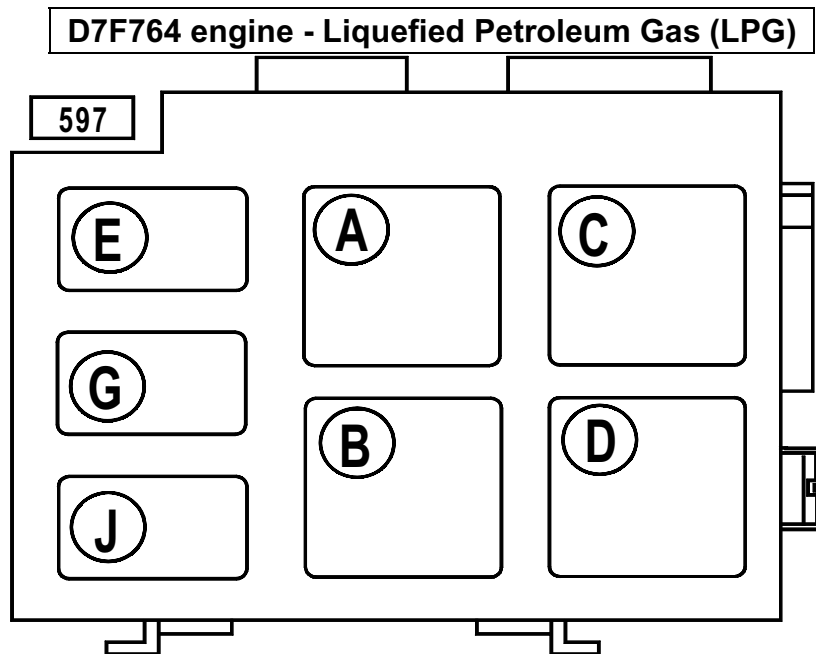 D7F764 engine - Liquefied Petroleum Gas (LPG)
597
E
A
C
G
B
D
J